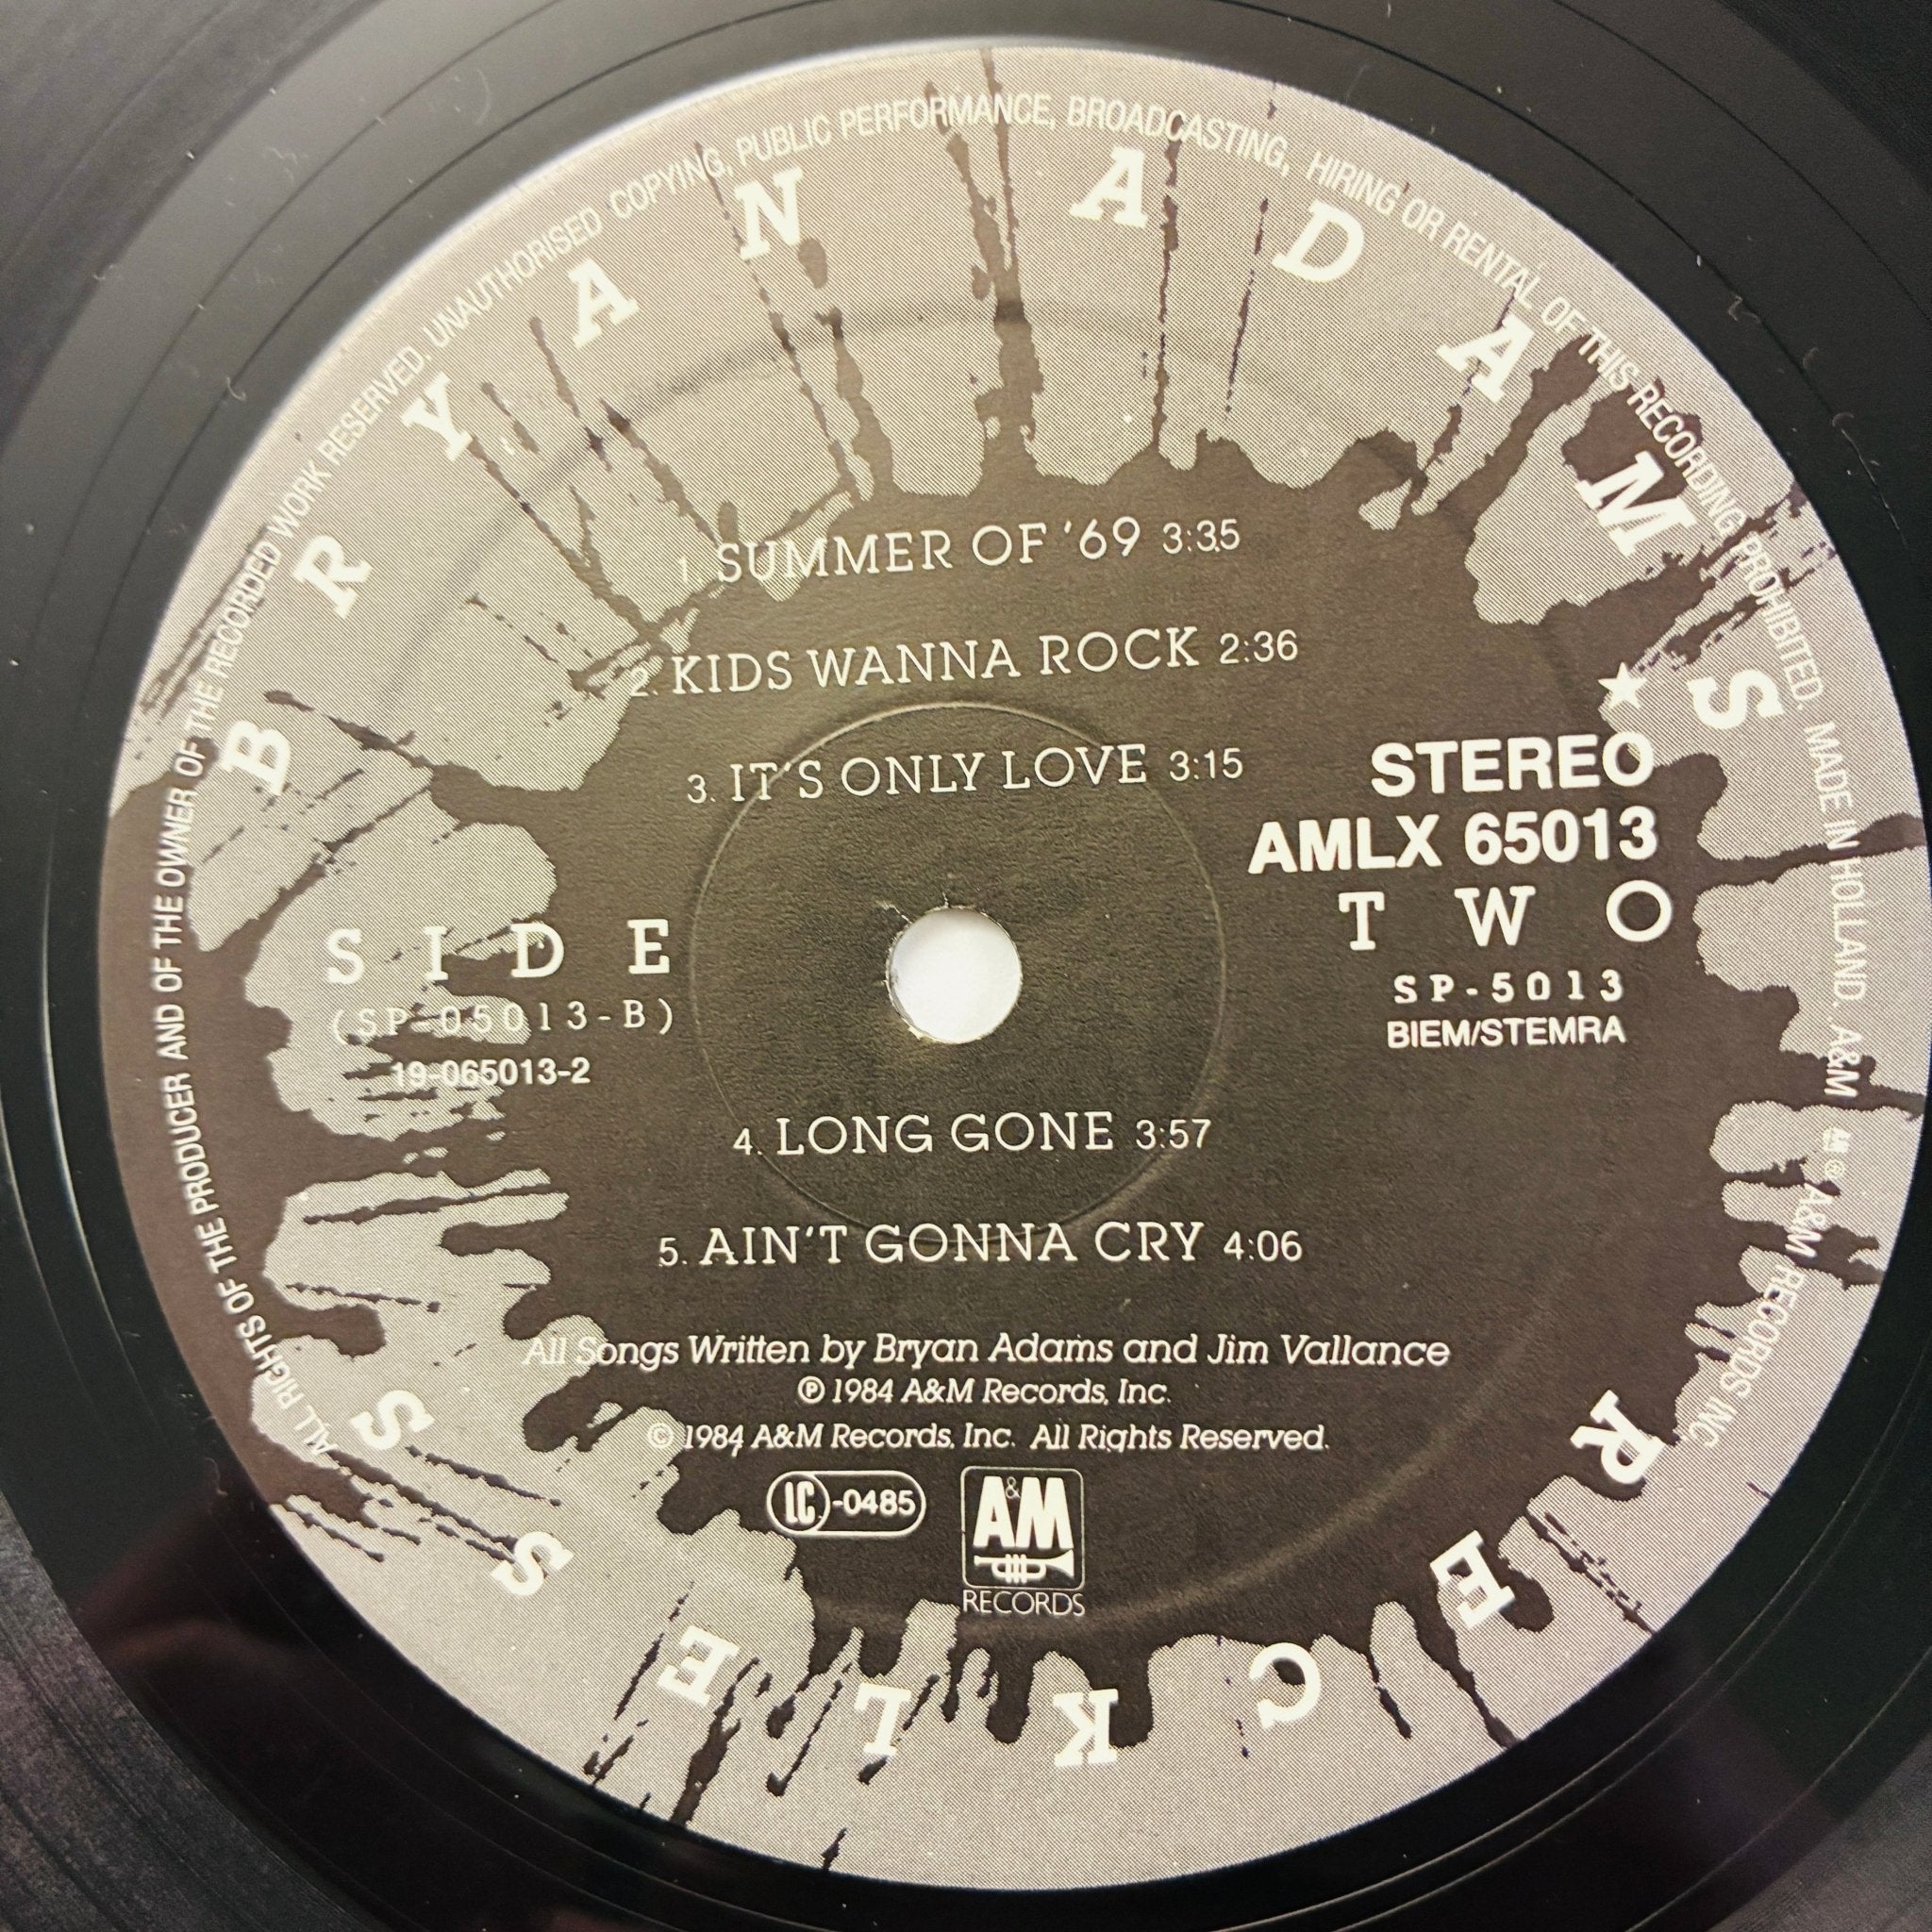 ALL RIGHTS OF THE PRODUCER AND OF THE OWNER OF THE RECORDED WORK RESERVED. UNAUTHORISED COPYING, PUBLIC PERFORMANCE, BROADCASTING, HIRING OR RENTAL OF THIS RECORDING PROHIBITED. MADE IN HOLLAND. A&M ℗© A&M RECORDS INC
BRYAN ADAMS
1. SUMMER OF '69 3:35
2. KIDS WANNA ROCK 2:36
3. IT'S ONLY LOVE 3:15
★
STEREO
AMLX 65013
SIDE TWO
(SP-05013-B) SP-5013
19-065013-2 BIEM/STEMRA
4. LONG GONE 3:57
5. AIN'T GONNA CRY 4:06
All Songs Written by Bryan Adams and Jim Vallance
℗ 1984 A&M Records, Inc.
© 1984 A&M Records, Inc. All Rights Reserved.
LC-0485
A&M
RECORDS
RECKLESS